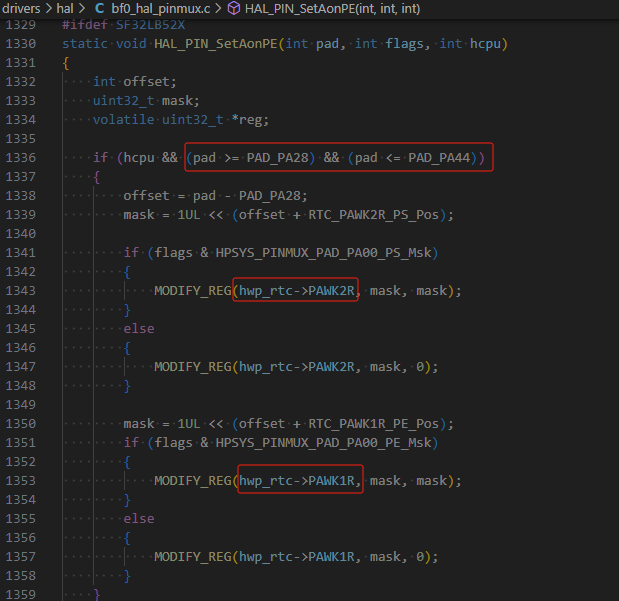 drivers > hal > C bf0_hal_pinmux.c > HAL_PIN_SetAonPE(int, int, int)
1329 #ifdef SF32LB52X
1330 static void HAL_PIN_SetAonPE(int pad, int flags, int hcpu)
1331 {
1332 int offset;
1333 uint32_t mask;
1334 volatile uint32_t *reg;
1335
1336 if (hcpu && (pad >= PAD_PA28) && (pad <= PAD_PA44))
1337 {
1338 offset = pad - PAD_PA28;
1339 mask = 1UL << (offset + RTC_PAWK2R_PS_Pos);
1340
1341 if (flags & HPSYS_PINMUX_PAD_PA00_PS_Msk)
1342 {
1343 MODIFY_REG(hwp_rtc->PAWK2R, mask, mask);
1344 }
1345 else
1346 {
1347 MODIFY_REG(hwp_rtc->PAWK2R, mask, 0);
1348 }
1349
1350 mask = 1UL << (offset + RTC_PAWK1R_PE_Pos);
1351 if (flags & HPSYS_PINMUX_PAD_PA00_PE_Msk)
1352 {
1353 MODIFY_REG(hwp_rtc->PAWK1R, mask, mask);
1354 }
1355 else
1356 {
1357 MODIFY_REG(hwp_rtc->PAWK1R, mask, 0);
1358 }
1359 }